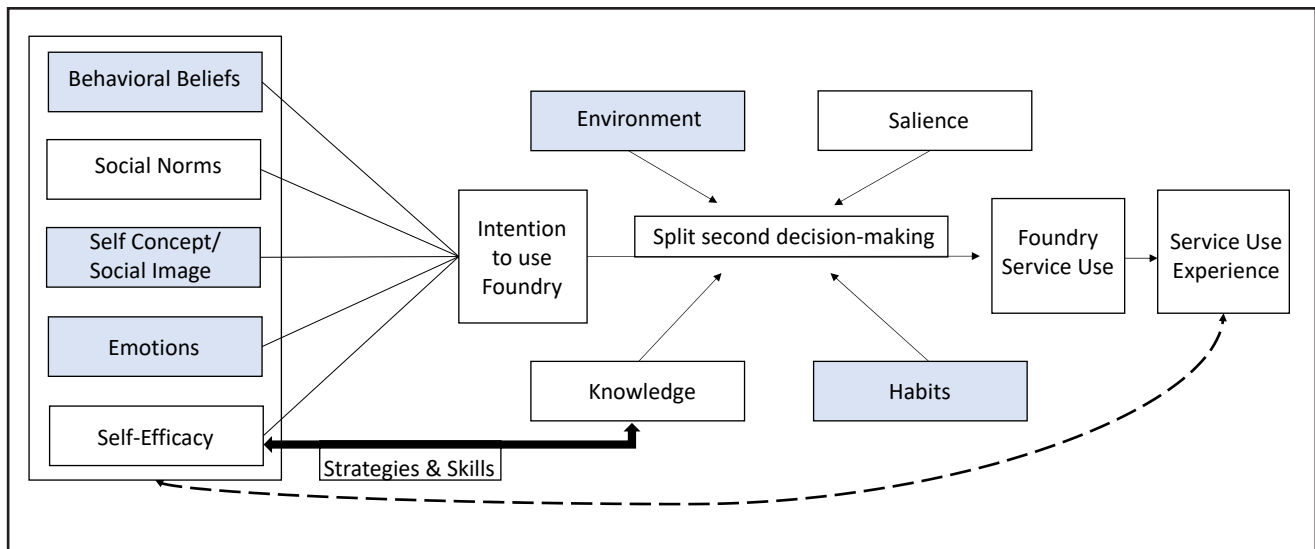 Behavioral Beliefs
Social Norms
Self Concept/
Social Image
Emotions
Self-Efficacy
Strategies & Skills
Intention
to use
Foundry
Environment
Salience
Split second decision-making
Knowledge
Habits
Foundry
Service Use
Service Use
Experience